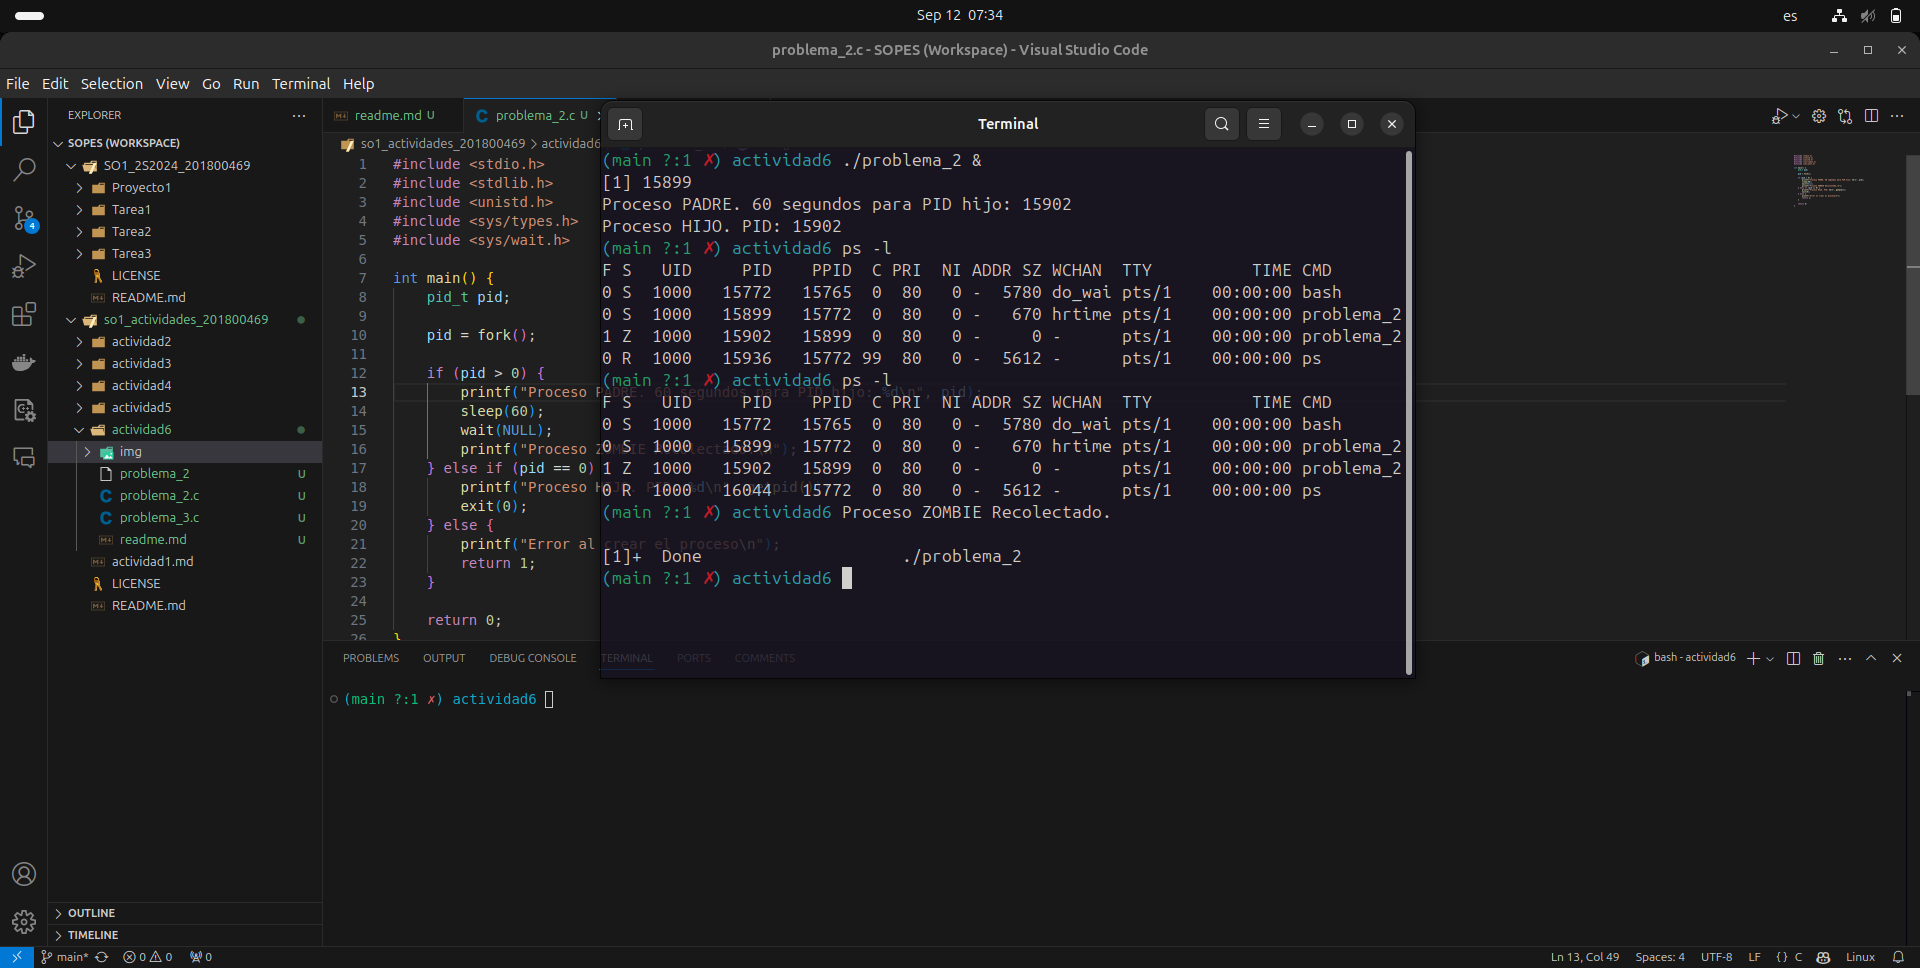 Sep 12 07:34
es
problema_2.c - SOPES (Workspace) - Visual Studio Code
File Edit Selection View Go Run Terminal Help
EXPLORER
SOPES (WORKSPACE)
SO1_2S2024_201800469
Proyecto1
Tarea1
Tarea2
Tarea3
LICENSE
README.md
so1_actividades_201800469
actividad2
actividad3
actividad4
actividad5
actividad6
img
problema_2 U
problema_2.c U
problema_3.c U
readme.md U
actividad1.md
LICENSE
README.md
OUTLINE
TIMELINE
4
readme.md U
problema_2.c U
so1_actividades_201800469 > actividad6
1 #include <stdio.h>
2 #include <stdlib.h>
3 #include <unistd.h>
4 #include <sys/types.h>
5 #include <sys/wait.h>
6
7 int main() {
8 pid_t pid;
9
10 pid = fork();
11
12 if (pid > 0) {
13 printf("Proceso PADRE. 60 segundos para PID hijo: %d\n", pid);
14 sleep(60);
15 wait(NULL);
16 printf("Proceso ZOMBIE
17 } else if (pid == 0)
18 printf("Proceso HIJO. PID: %d\n", getpid()
19 exit(0);
20 } else {
21 printf("Error al crear el proceso\n");
22 return 1;
23 }
24
25 return 0;
26 }
Terminal
(main ?:1 ✗) actividad6 ./problema_2 &
[1] 15899
Proceso PADRE. 60 segundos para PID hijo: 15902
Proceso HIJO. PID: 15902
(main ?:1 ✗) actividad6 ps -l
F S UID PID PPID C PRI NI ADDR SZ WCHAN TTY TIME CMD
0 S 1000 15772 15765 0 80 0 - 5780 do_wai pts/1 00:00:00 bash
0 S 1000 15899 15772 0 80 0 - 670 hrtime pts/1 00:00:00 problema_2
1 Z 1000 15902 15899 0 80 0 - 0 - pts/1 00:00:00 problema_2
0 R 1000 15936 15772 99 80 0 - 5612 - pts/1 00:00:00 ps
(main ?:1 ✗) actividad6 ps -l
F S UID PID PPID C PRI NI ADDR SZ WCHAN TTY TIME CMD
0 S 1000 15772 15765 0 80 0 - 5780 do_wai pts/1 00:00:00 bash
0 S 1000 15899 15772 0 80 0 - 670 hrtime pts/1 00:00:00 problema_2
1 Z 1000 15902 15899 0 80 0 - 0 - pts/1 00:00:00 problema_2
0 R 1000 16044 15772 0 80 0 - 5612 - pts/1 00:00:00 ps
(main ?:1 ✗) actividad6 Proceso ZOMBIE Recolectado.
[1]+ Done ./problema_2
(main ?:1 ✗) actividad6
PROBLEMS OUTPUT DEBUG CONSOLE TERMINAL PORTS COMMENTS
bash - actividad6
(main ?:1 ✗) actividad6
main* 0 0 0
Ln 13, Col 49 Spaces: 4 UTF-8 LF {} C Linux